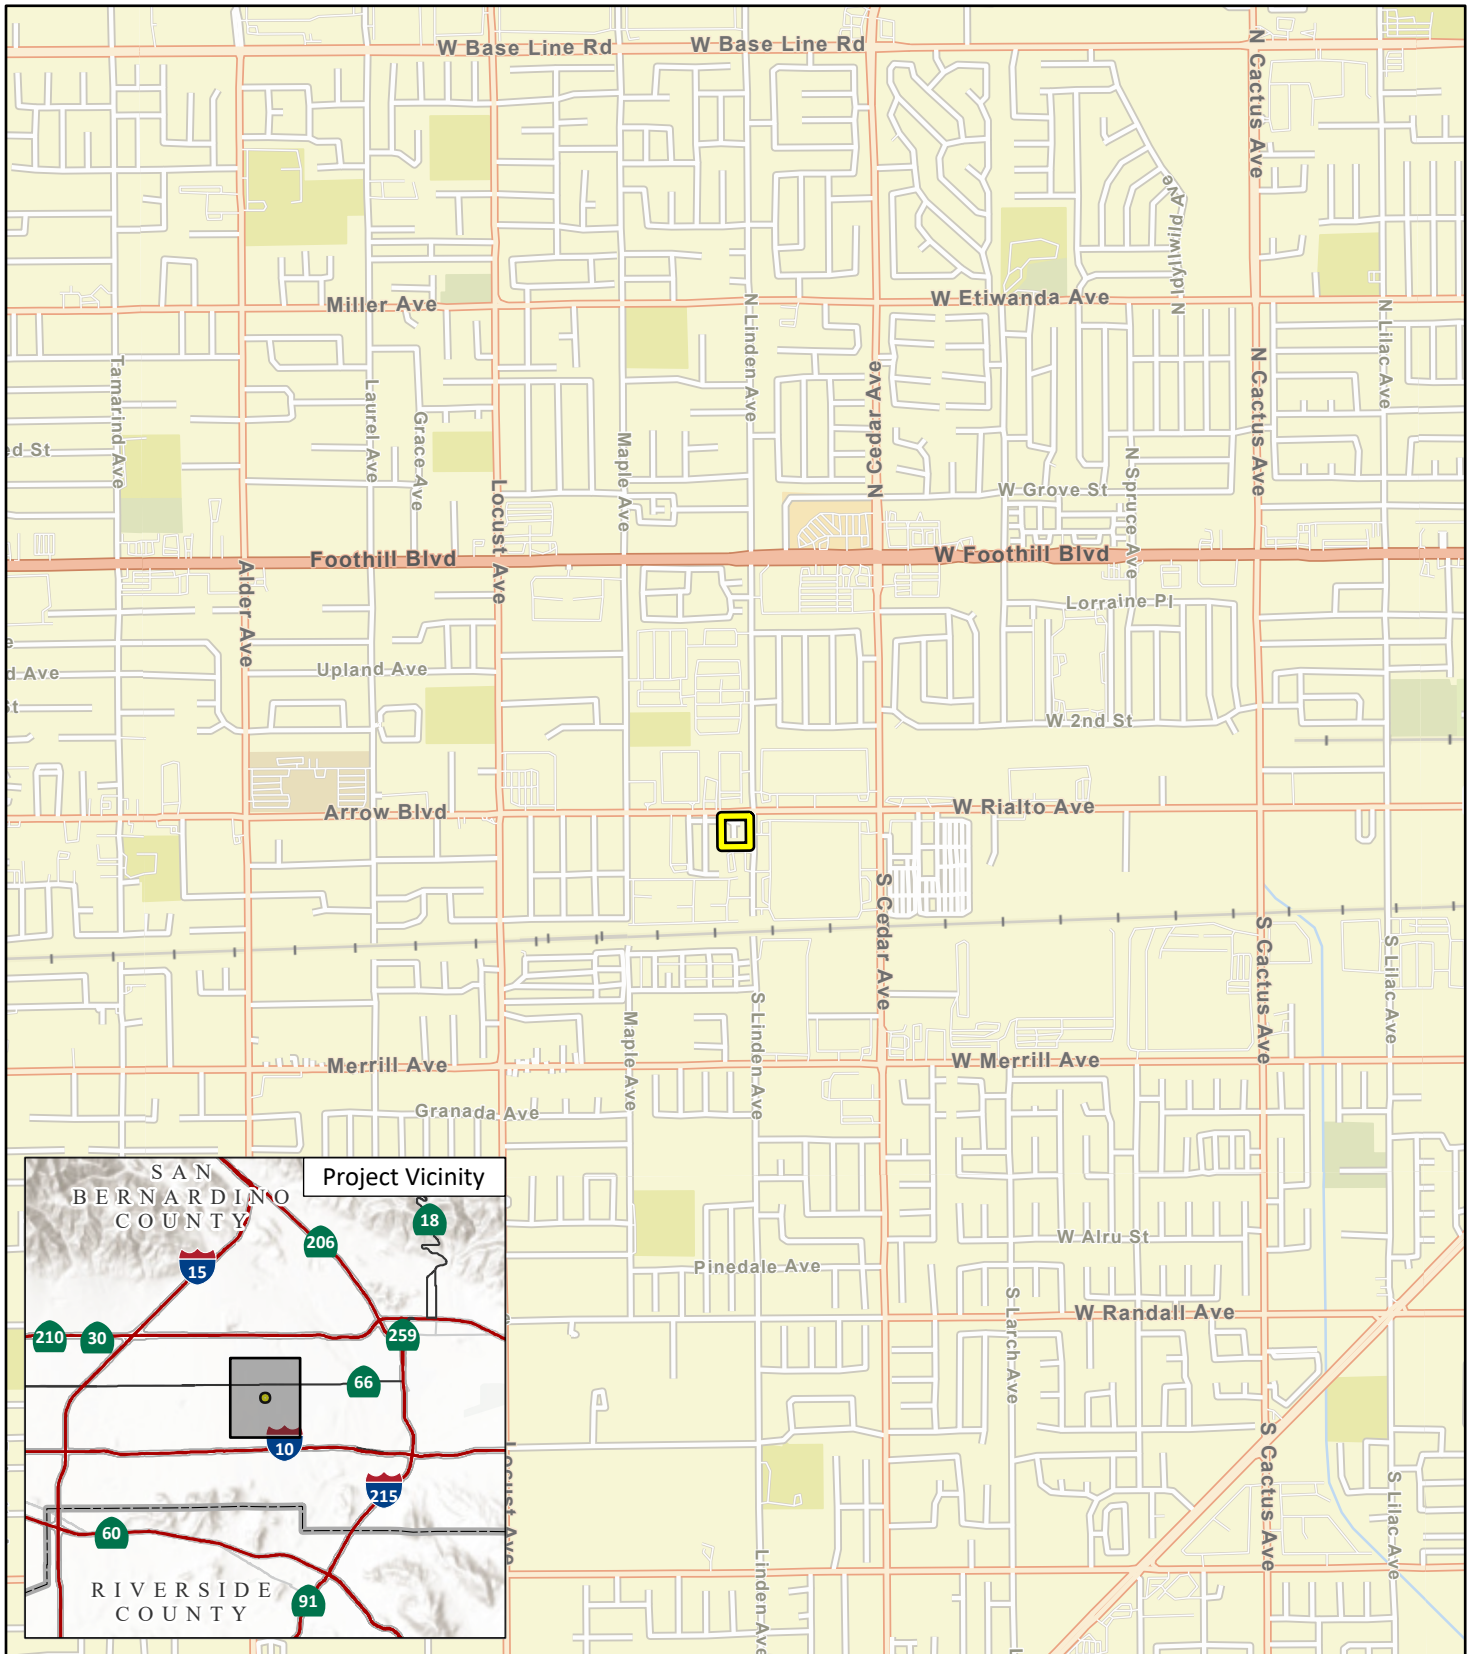 W Base Line Rd
W Base Line Rd
N Cactus Ave
N Idyllwild Ave
Miller Ave
N Linden Ave
W Etiwanda Ave
N Lilac Ave
Tamarind Ave
Laurel Ave
Grace Ave
N Cedar Ave
N Cactus Ave
ed St
Maple Ave
Locust Ave
W Grove St
N Spruce Ave
Foothill Blvd
W Foothill Blvd
Alder Ave
Lorraine Pl
d Ave
Upland Ave
St
W 2nd St
Arrow Blvd
W Rialto Ave
S Cedar Ave
S Cactus Ave
S Lilac Ave
Maple Ave
S Linden Ave
Merrill Ave
W Merrill Ave
Granada Ave
W Alru St
Pinedale Ave
S Larch Ave
W Randall Ave
Locust Ave
S Cactus Ave
S Lilac Ave
Linden Ave
Project Vicinity
SAN
BERNARDINO
COUNTY
18
206
15
210
30
259
66
10
215
60
RIVERSIDE
COUNTY
91